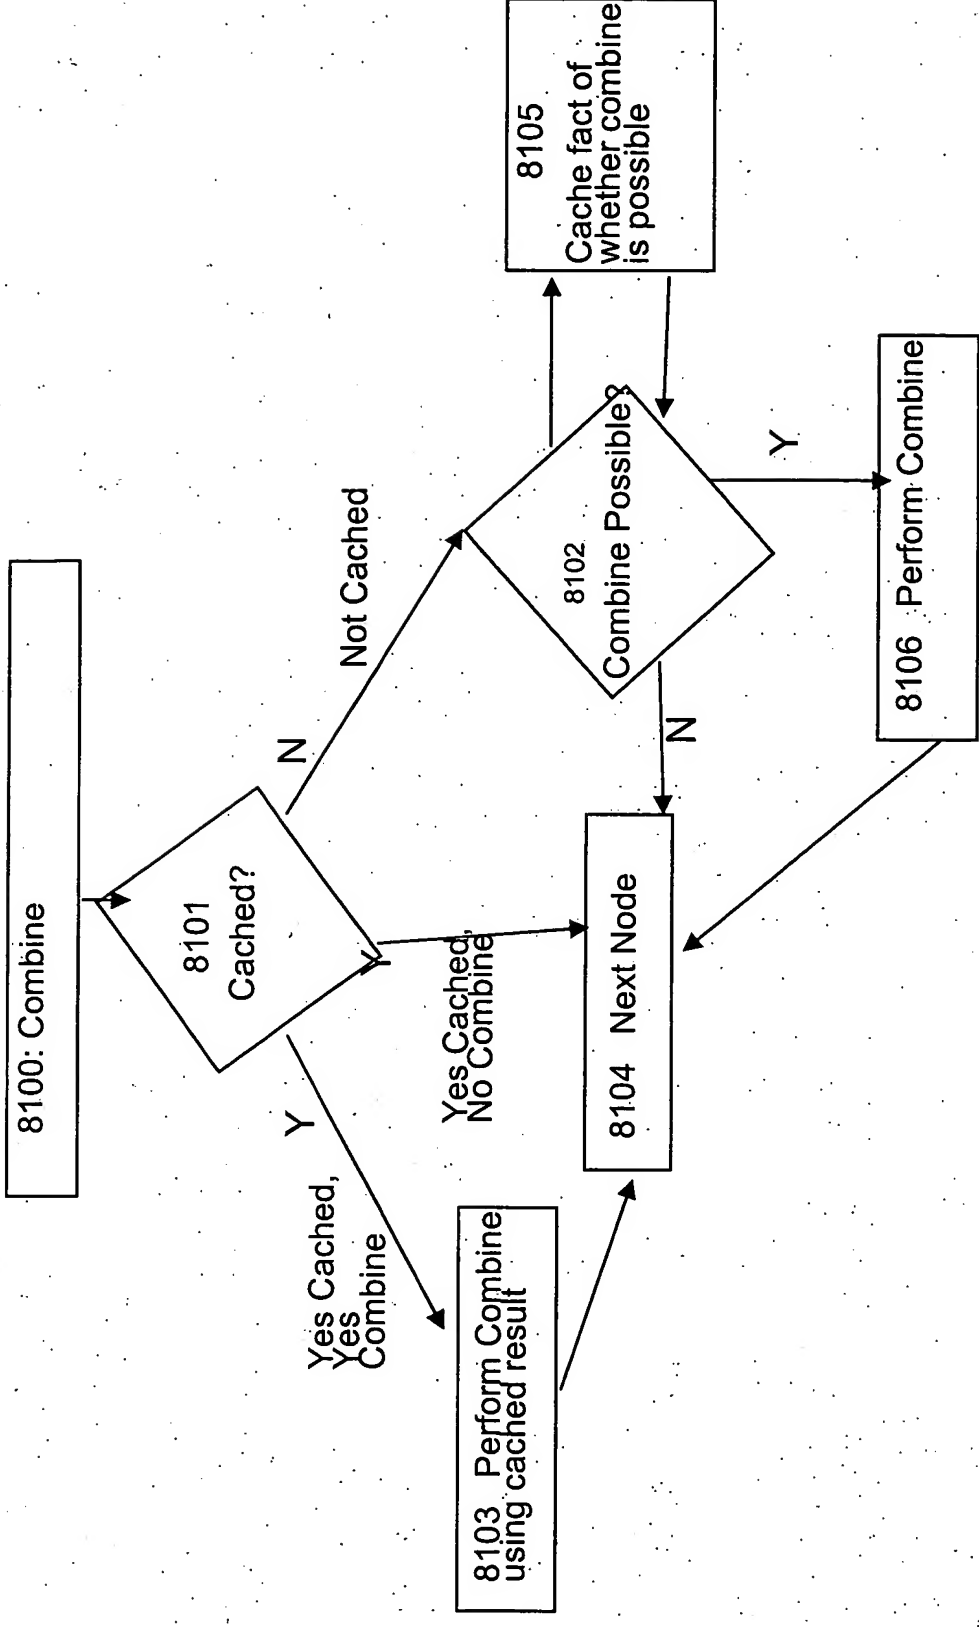 8100: Combine
8101
Cached?
N
Not Cached
Y
Yes Cached,
Yes
Combine
Y
Yes Cached,
No Combine
8103 Perform Combine
using cached result
8104 Next Node
N
8102
Combine Possible?
Y
8105
Cache fact of
whether combine
is possible
8106 Perform Combine